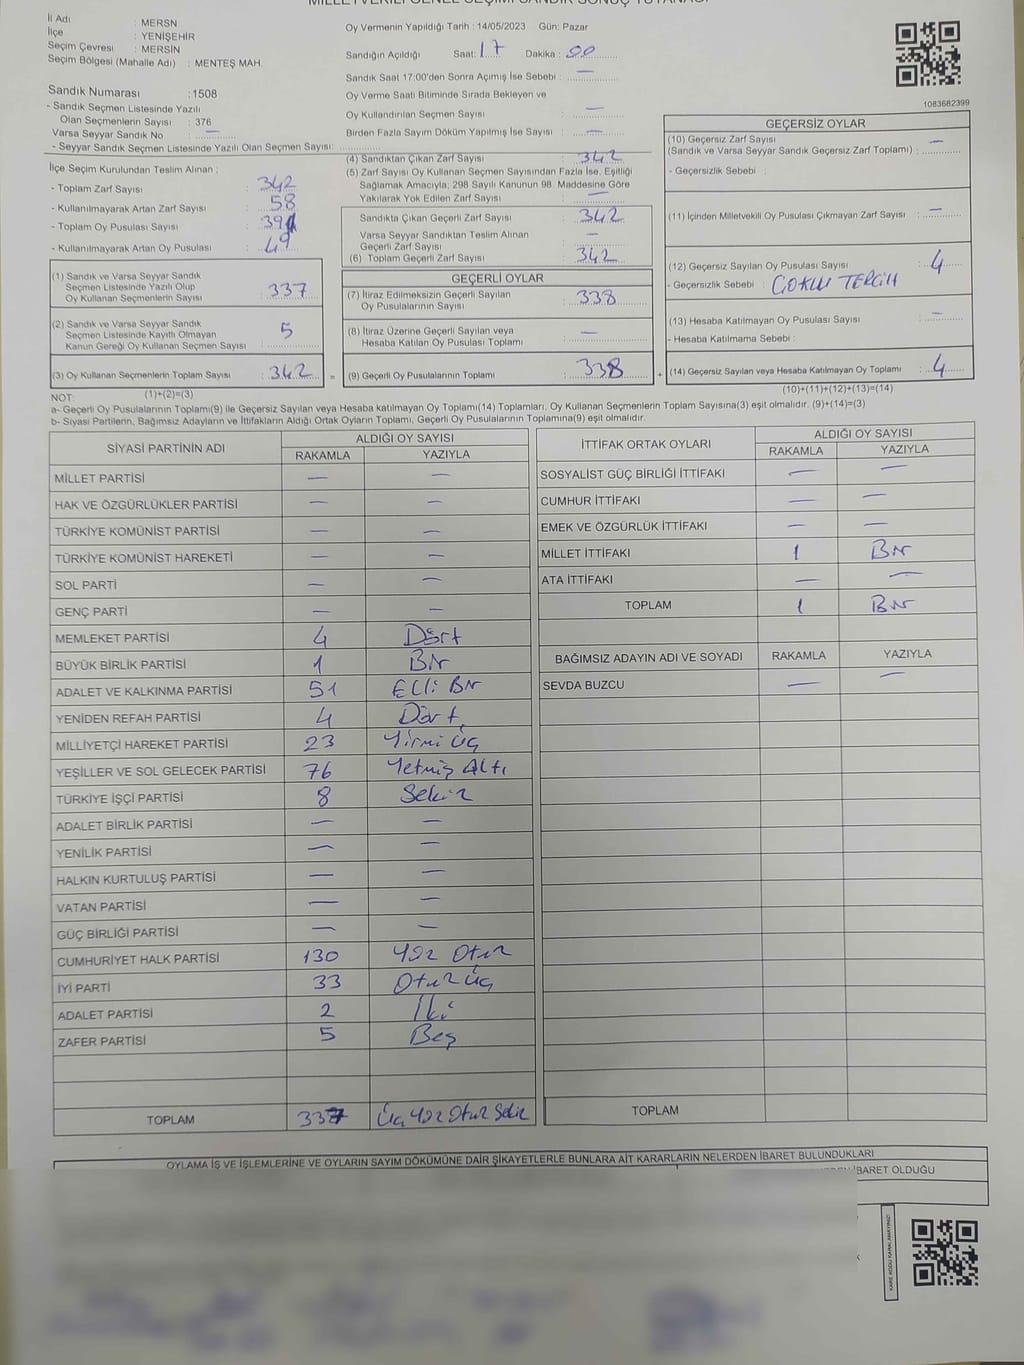 MİLLETVEKİLİ GENEL SEÇİMİ SANDIK SONUÇ TUTANAĞI
İl Adı : MERSN
İlçe : YENİŞEHİR
Seçim Çevresi : MERSİN
Seçim Bölgesi (Mahalle Adı) : MENTEŞ MAH.
Oy Vermenin Yapıldığı Tarih : 14/05/2023 Gün: Pazar
Sandığın Açıldığı Saat: 17 Dakika : 00
Sandık Saat 17:00'den Sonra Açımış İse Sebebi : —
Oy Verme Saati Bitiminde Sırada Bekleyen ve
Oy Kullandırılan Seçmen Sayısı : —
Birden Fazla Sayım Döküm Yapılmış İse Sayısı : —
1083682399
Sandık Numarası : 1508
- Sandık Seçmen Listesinde Yazılı
Olan Seçmenlerin Sayısı : 376
Varsa Seyyar Sandık No : —
- Seyyar Sandık Seçmen Listesinde Yazılı Olan Seçmen Sayısı:
İlçe Seçim Kurulundan Teslim Alınan ;
- Toplam Zarf Sayısı : 342
- Kullanılmayarak Artan Zarf Sayısı : 58
- Toplam Oy Pusulası Sayısı : 391
- Kullanılmayarak Artan Oy Pusulası : 49
(1) Sandık ve Varsa Seyyar Sandık
Seçmen Listesinde Yazılı Olup
Oy Kullanan Seçmenlerin Sayısı : 337
(2) Sandık ve Varsa Seyyar Sandık
Seçmen Listesinde Kayıtlı Olmayan
Kanun Gereği Oy Kullanan Seçmen Sayısı : 5
(3) Oy Kullanan Seçmenlerin Toplam Sayısı : 342 =
(4) Sandıktan Çıkan Zarf Sayısı : 342
(5) Zarf Sayısı Oy Kullanan Seçmen Sayısından Fazla İse, Eşitliği
Sağlamak Amacıyla; 298 Sayılı Kanunun 98. Maddesine Göre
Yakılarak Yok Edilen Zarf Sayısı : —
Sandıkta Çıkan Geçerli Zarf Sayısı : 342
Varsa Seyyar Sandıktan Teslim Alınan
Geçerli Zarf Sayısı : —
(6) Toplam Geçerli Zarf Sayısı : 342
GEÇERLİ OYLAR
(7) İtiraz Edilmeksizin Geçerli Sayılan
Oy Pusulalarının Sayısı : 338
(8) İtiraz Üzerine Geçerli Sayılan veya
Hesaba Katılan Oy Pusulası Toplamı : —
(9) Geçerli Oy Pusulalarının Toplamı : 338 +
GEÇERSİZ OYLAR
(10) Geçersiz Zarf Sayısı
(Sandık ve Varsa Seyyar Sandık Geçersiz Zarf Toplamı) : —
- Geçersizlik Sebebi :
(11) İçinden Milletvekili Oy Pusulası Çıkmayan Zarf Sayısı : —
(12) Geçersiz Sayılan Oy Pusulası Sayısı : 4
- Geçersizlik Sebebi : ÇOKLU TERCİH
(13) Hesaba Katılmayan Oy Pusulası Sayısı : —
- Hesaba Katılmama Sebebi :
(14) Geçersiz Sayılan veya Hesaba Katılmayan Oy Toplamı : 4
NOT: (1)+(2)=(3)
(10)+(11)+(12)+(13)=(14)
a- Geçerli Oy Pusulalarının Toplamı(9) ile Geçersiz Sayılan veya Hesaba katılmayan Oy Toplamı(14) Toplamları, Oy Kullanan Seçmenlerin Toplam Sayısına(3) eşit olmalıdır. (9)+(14)=(3)
b- Siyasi Partilerin, Bağımsız Adayların ve İttifakların Aldığı Ortak Oyların Toplamı, Geçerli Oy Pusulalarının Toplamına(9) eşit olmalıdır.
SİYASİ PARTİNİN ADI ALDIĞI OY SAYISI
RAKAMLA YAZIYLA
MİLLET PARTİSİ — —
HAK VE ÖZGÜRLÜKLER PARTİSİ — —
TÜRKİYE KOMÜNİST PARTİSİ — —
TÜRKİYE KOMÜNİST HAREKETİ — —
SOL PARTİ — —
GENÇ PARTİ — —
MEMLEKET PARTİSİ 4 Dört
BÜYÜK BİRLİK PARTİSİ 1 Bir
ADALET VE KALKINMA PARTİSİ 51 Elli Bir
YENİDEN REFAH PARTİSİ 4 Dört
MİLLİYETÇİ HAREKET PARTİSİ 23 Yirmi Üç
YEŞİLLER VE SOL GELECEK PARTİSİ 76 Yetmiş Altı
TÜRKİYE İŞÇİ PARTİSİ 8 Sekiz
ADALET BİRLİK PARTİSİ — —
YENİLİK PARTİSİ — —
HALKIN KURTULUŞ PARTİSİ — —
VATAN PARTİSİ — —
GÜÇ BİRLİĞİ PARTİSİ — —
CUMHURİYET HALK PARTİSİ 130 Yüz Otuz
İYİ PARTİ 33 Otuz Üç
ADALET PARTİSİ 2 İki
ZAFER PARTİSİ 5 Beş
TOPLAM Üç Yüz Otuz Sekiz
İTTİFAK ORTAK OYLARI ALDIĞI OY SAYISI
RAKAMLA YAZIYLA
SOSYALİST GÜÇ BİRLİĞİ İTTİFAKI — —
CUMHUR İTTİFAKI — —
EMEK VE ÖZGÜRLÜK İTTİFAKI — —
MİLLET İTTİFAKI 1 Bir
ATA İTTİFAKI — —
TOPLAM 1 Bir
BAĞIMSIZ ADAYIN ADI VE SOYADI RAKAMLA YAZIYLA
SEVDA BUZCU — —
TOPLAM
OYLAMA İŞ VE İŞLEMLERİNE VE OYLARIN SAYIM DÖKÜMÜNE DAİR ŞİKAYETLERLE BUNLARA AİT KARARLARIN NELERDEN İBARET BULUNDUKLARI
İBARET OLDUĞU
KARE KODU KARALAMAYINIZ!